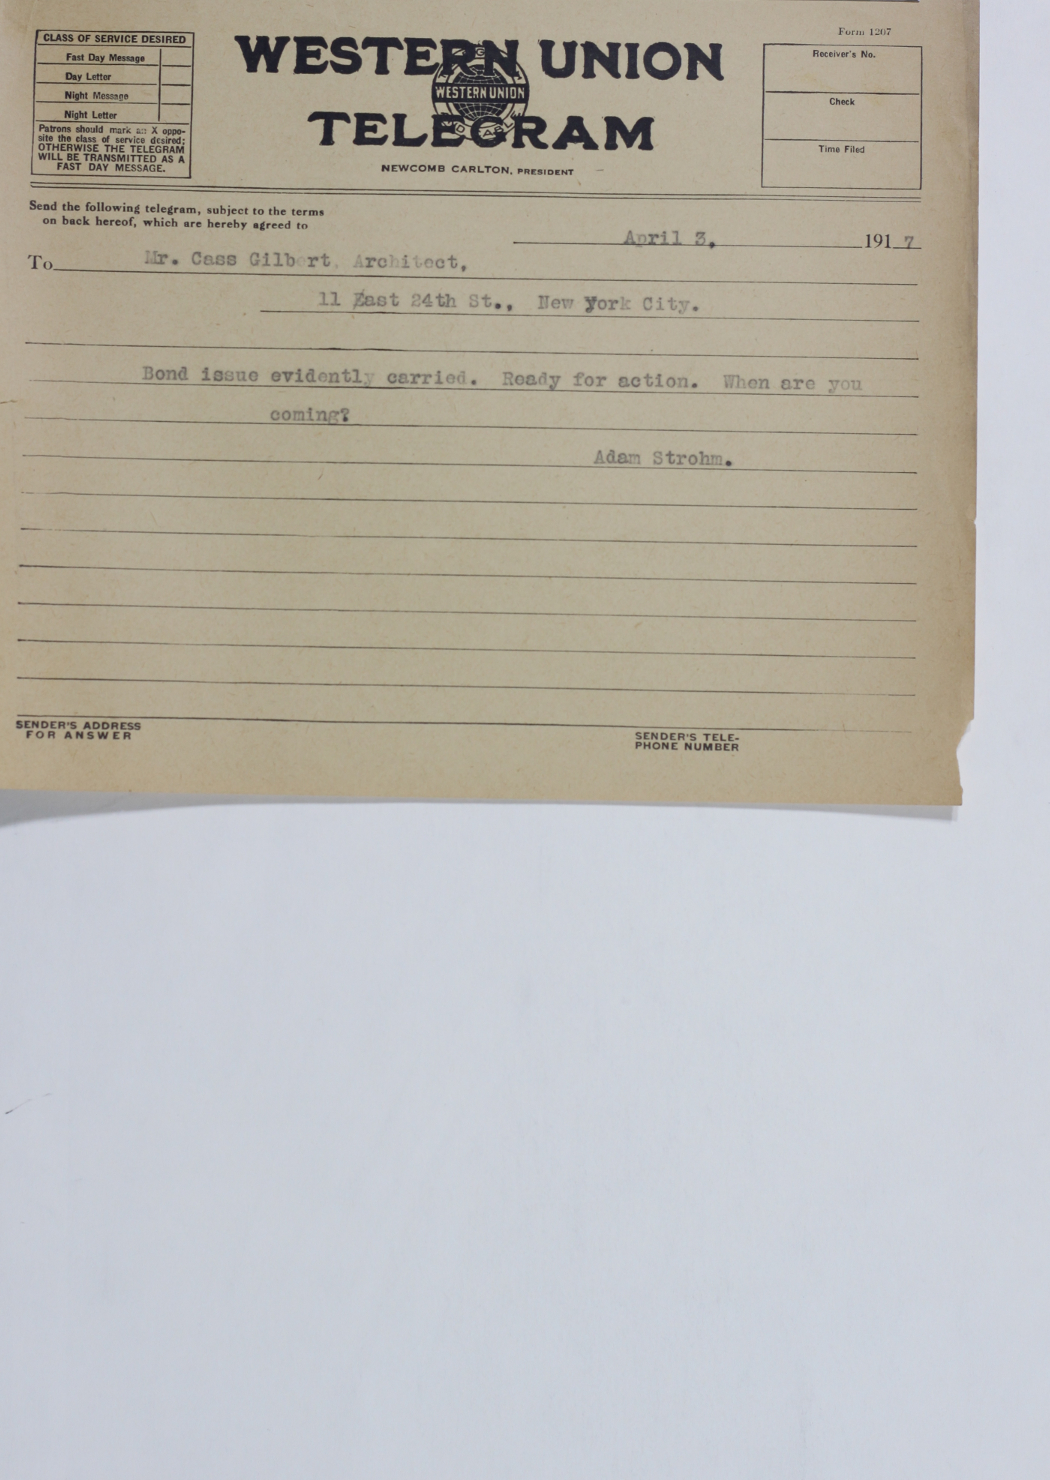 Form 1207
CLASS OF SERVICE DESIRED
Fast Day Message
Day Letter
Night Message
Night Letter
Patrons should mark an X oppo-
site the class of service desired;
OTHERWISE THE TELEGRAM
WILL BE TRANSMITTED AS A
FAST DAY MESSAGE.
WESTERN UNION
WESTERN UNION
TELEGRAM
NEWCOMB CARLTON, PRESIDENT
Receiver's No.
Check
Time Filed
Send the following telegram, subject to the terms
on back hereof, which are hereby agreed to
April 3, 1917
To Mr. Cass Gilbert, Architect,
11 East 24th St., New York City.
Bond issue evidently carried. Ready for action. When are you
coming?
Adam Strohm.
SENDER'S ADDRESS
FOR ANSWER
SENDER'S TELE-
PHONE NUMBER